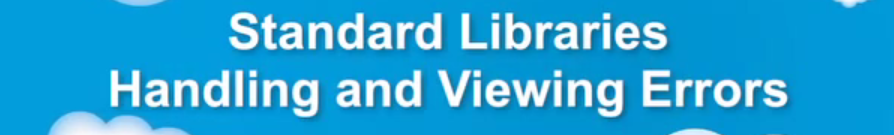 Standard Libraries
Handling and Viewing Errors